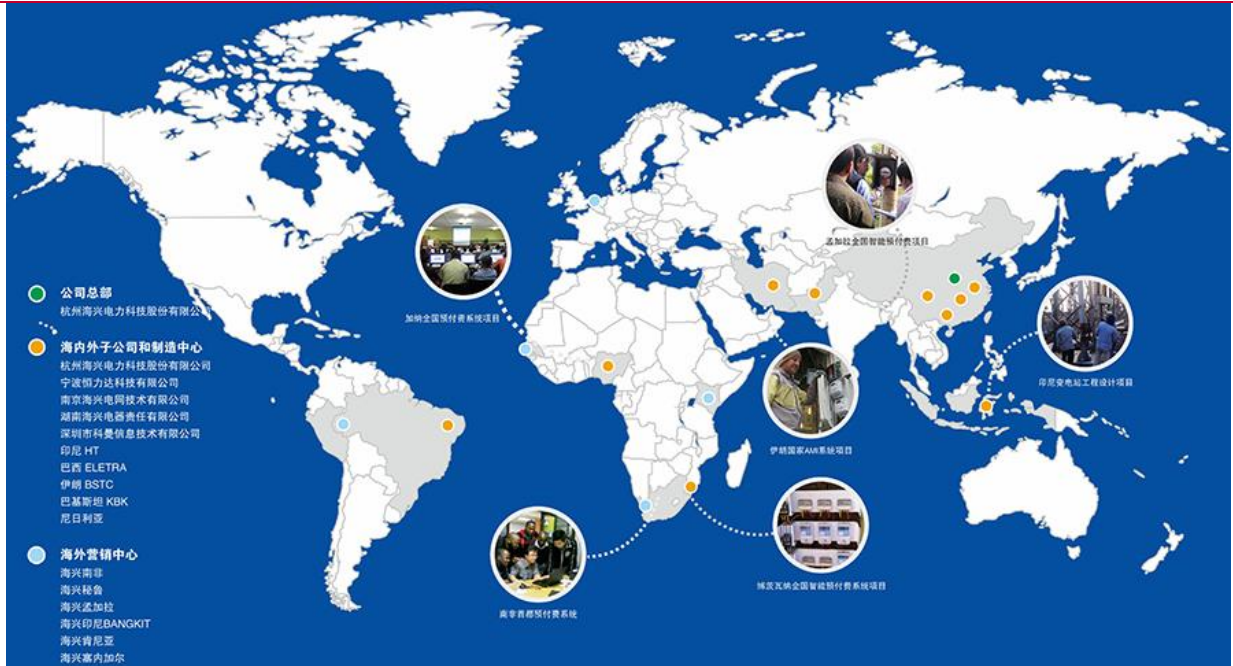 公司总部
杭州海兴电力科技股份有限公司
海内外子公司和制造中心
杭州海兴电力科技股份有限公司
宁波恒力达科技有限公司
南京海兴电网技术有限公司
湖南海兴电器责任有限公司
深圳市科曼信息技术有限公司
印尼 HT
巴西 ELETRA
伊朗 BSTC
巴基斯坦 KBK
尼日利亚
海外营销中心
海兴南非
海兴秘鲁
海兴孟加拉
海兴印尼BANGKIT
海兴肯尼亚
海兴塞内加尔
加纳全国预付费系统项目
孟加拉全国智能预付费项目
印尼变电站工程设计项目
伊朗国家AMI系统项目
博茨瓦纳全国智能预付费系统项目
南非首都预付费系统